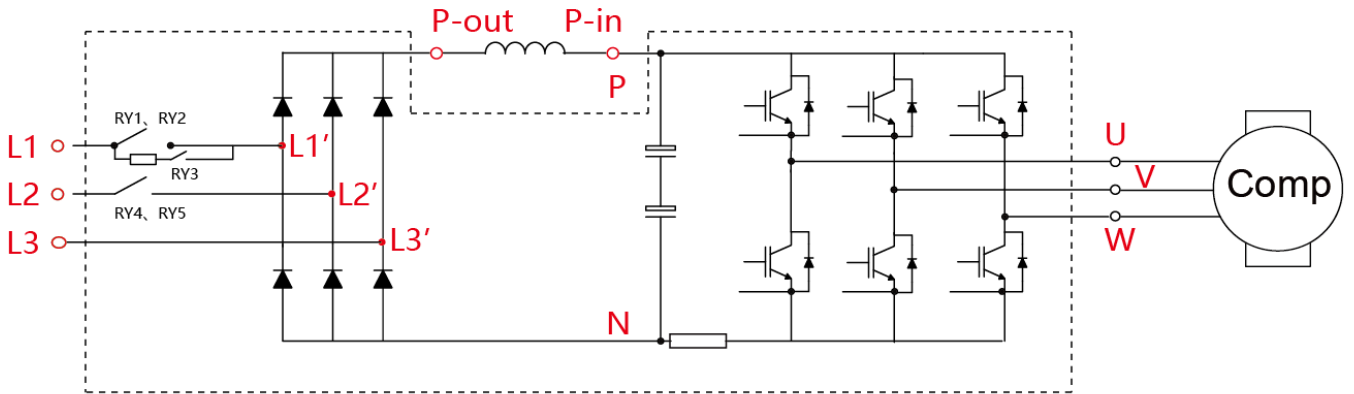 P-out
P-in
P
RY1、RY2
L1
L1′
RY3
L2
L2′
RY4、RY5
L3
L3′
U
V
W
Comp
N